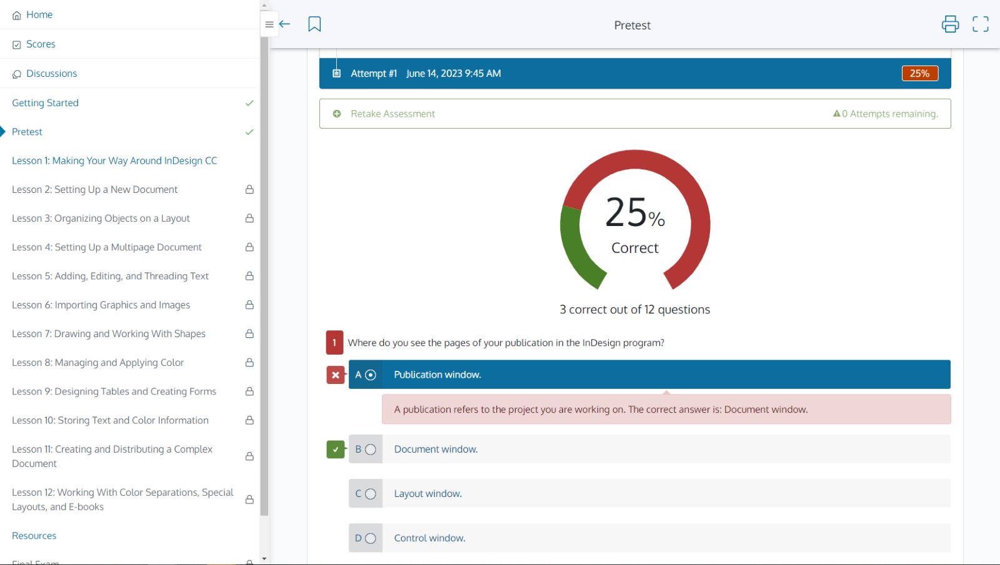 Home
Scores
Discussions
Getting Started
Pretest
Lesson 1: Making Your Way Around InDesign CC
Lesson 2: Setting Up a New Document
Lesson 3: Organizing Objects on a Layout
Lesson 4: Setting Up a Multipage Document
Lesson 5: Adding, Editing, and Threading Text
Lesson 6: Importing Graphics and Images
Lesson 7: Drawing and Working With Shapes
Lesson 8: Managing and Applying Color
Lesson 9: Designing Tables and Creating Forms
Lesson 10: Storing Text and Color Information
Lesson 11: Creating and Distributing a Complex
Document
Lesson 12: Working With Color Separations, Special
Layouts, and E-books
Resources
Final Exam
Pretest
Attempt #1 June 14, 2023 9:45 AM 25%
Retake Assessment 0 Attempts remaining.
25%
Correct
3 correct out of 12 questions
1 Where do you see the pages of your publication in the InDesign program?
A Publication window.
A publication refers to the project you are working on. The correct answer is: Document window.
B Document window.
C Layout window.
D Control window.